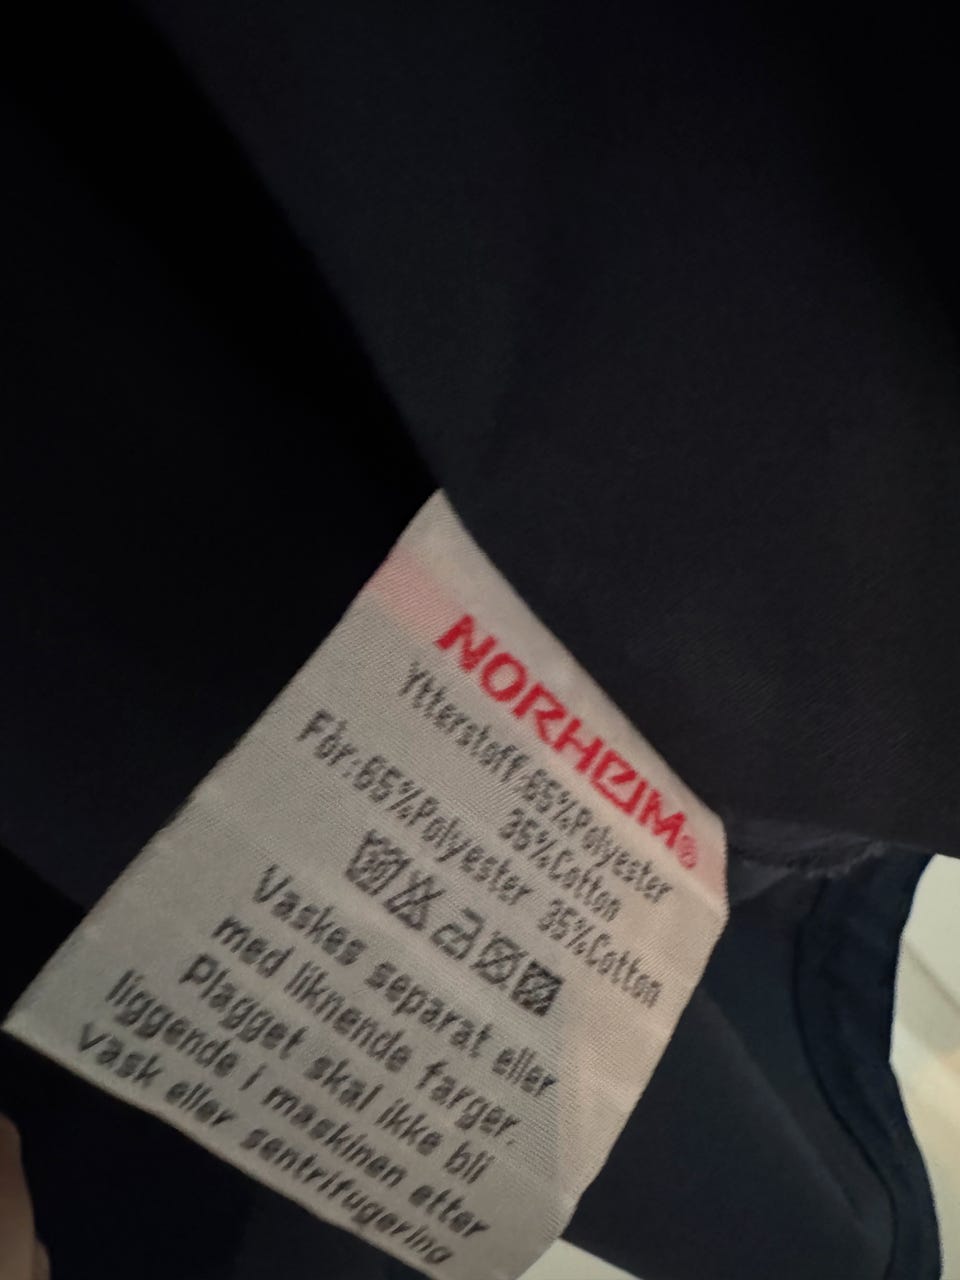 NORHEIM®
Ytterstoff:65%Polyester
35%Cotton
Fòr:65%Polyester 35%Cotton
Vaskes separat eller
med liknende farger.
Plagget skal ikke bli
liggende i maskinen etter
vask eller sentrifugering